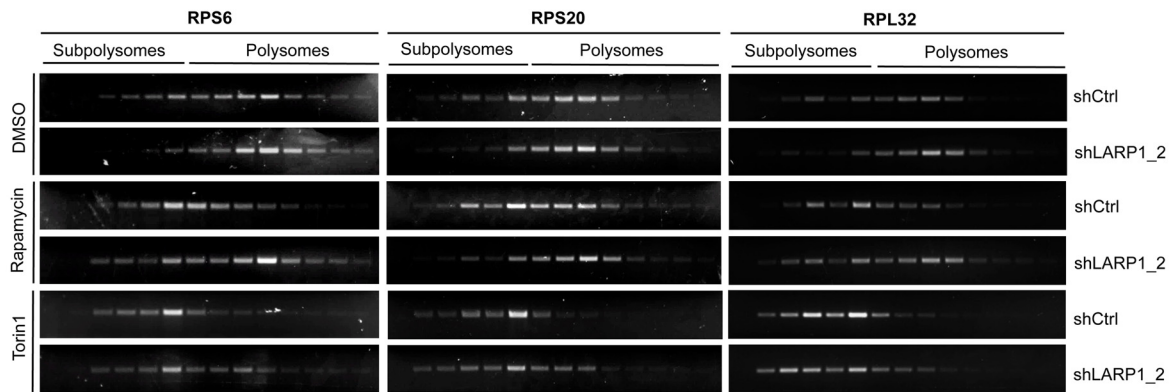 RPS6 RPS20 RPL32
Subpolysomes Polysomes Subpolysomes Polysomes Subpolysomes Polysomes
DMSO
shCtrl
shLARP1_2
Rapamycin
shCtrl
shLARP1_2
Torin1
shCtrl
shLARP1_2